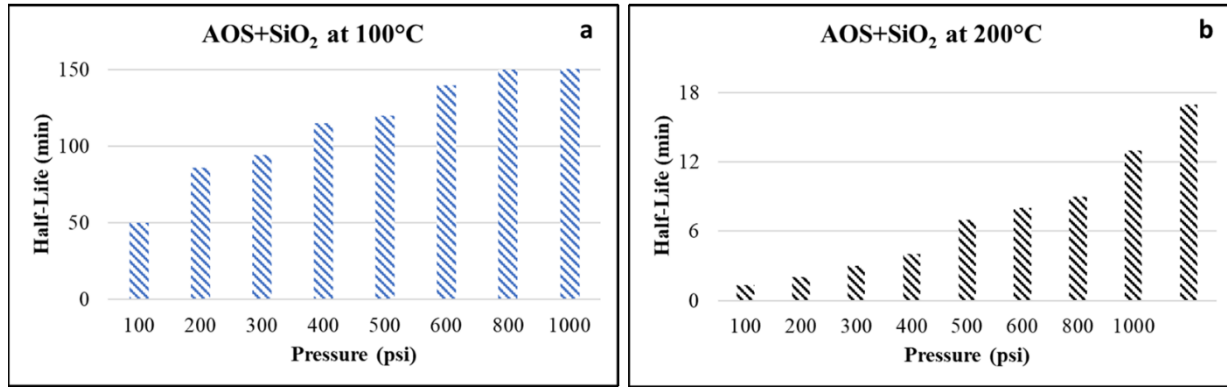 AOS+SiO₂ at 100°C
a
150
100
50
0
Half-Life (min)
100 200 300 400 500 600 800 1000
Pressure (psi)
AOS+SiO₂ at 200°C
b
18
12
6
0
Half-Life (min)
100 200 300 400 500 600 800 1000
Pressure (psi)